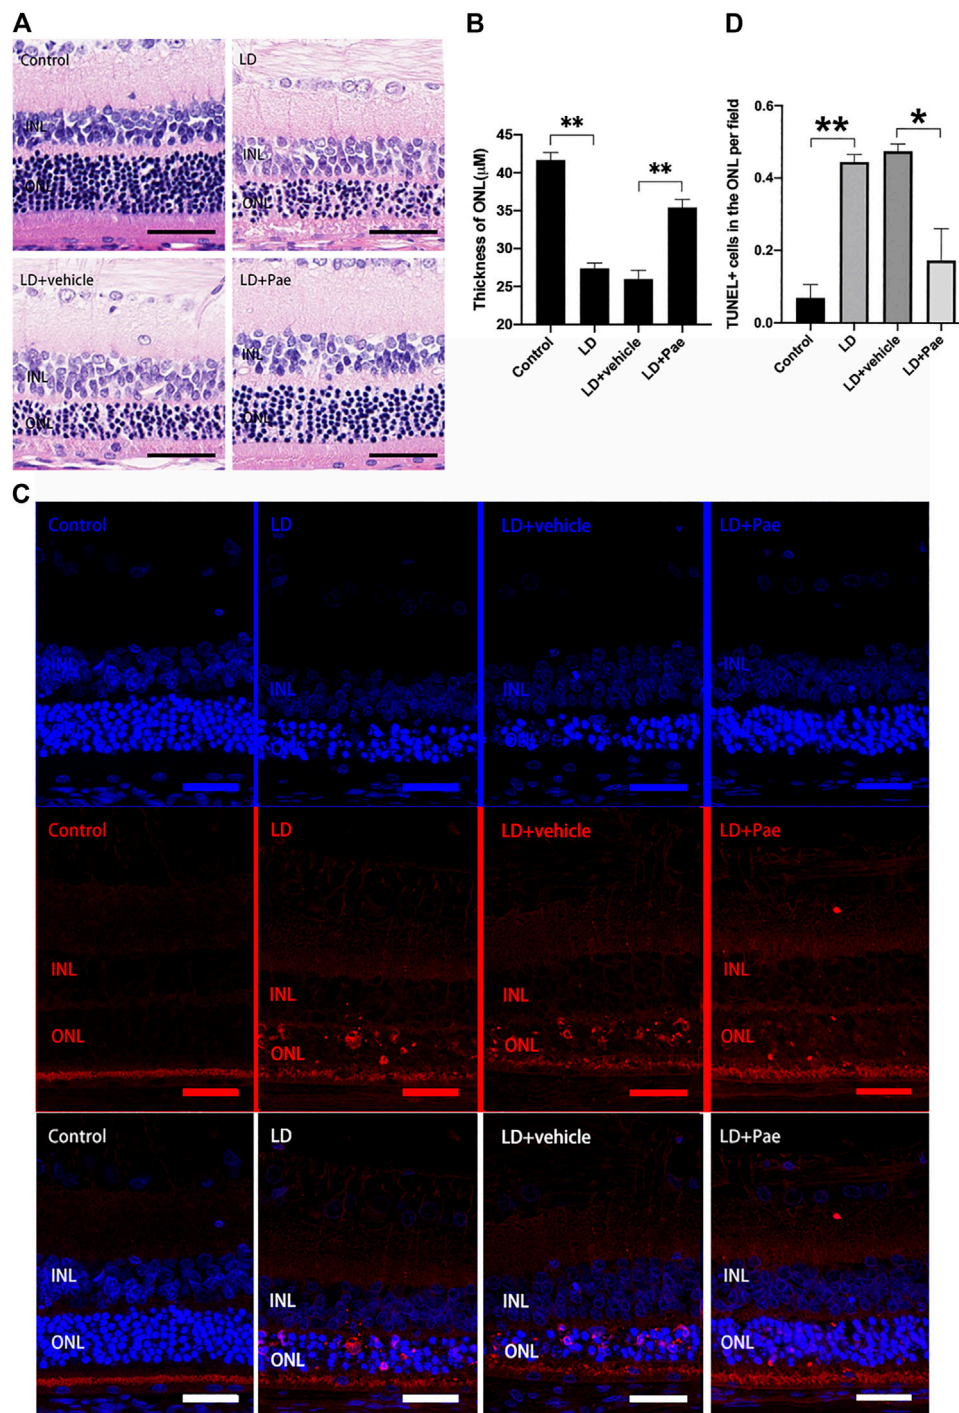 A
Control
INL
LD
INL
ONL
LD+vehicle
INL
ONL
LD+Pae
INL
ONL
B
Thickness of ONL(μM)
45
40
35
30
25
20
**
**
Control
LD
LD+vehicle
LD+Pae
D
TUNEL+ cells in the ONL per field
0.6
0.4
0.2
0.0
**
*
Control
LD
LD+vehicle
LD+Pae
C
Control
INL
LD
INL
ONL
LD+vehicle
INL
ONL
LD+Pae
INL
Control
INL
ONL
LD
INL
ONL
LD+vehicle
INL
ONL
LD+Pae
INL
ONL
Control
INL
ONL
LD
INL
ONL
LD+vehicle
INL
ONL
LD+Pae
INL
ONL